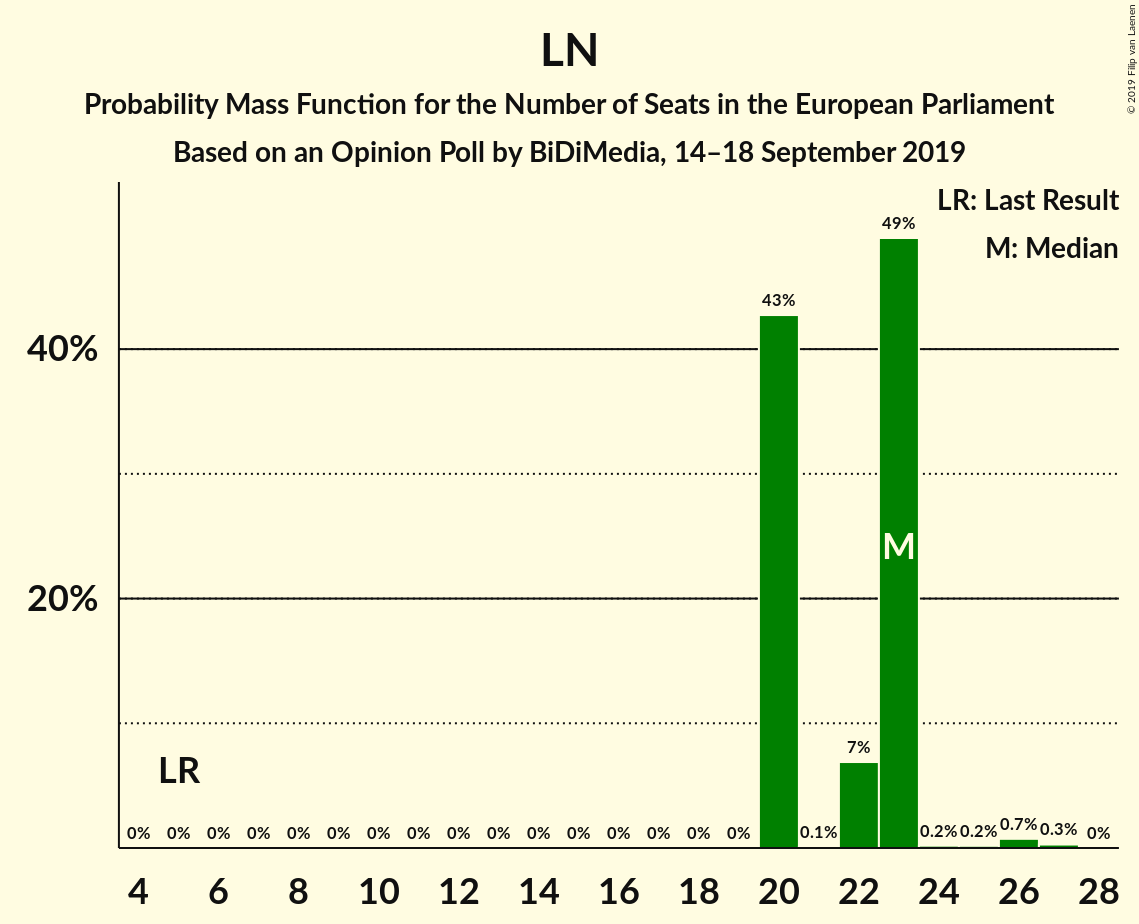 LN
Probability Mass Function for the Number of Seats in the European Parliament
Based on an Opinion Poll by BiDiMedia, 14–18 September 2019
© 2019 Filip van Laenen
LR: Last Result
M: Median
49%
43%
40%
M
20%
7%
LR
0% 0% 0% 0% 0% 0% 0% 0% 0% 0% 0% 0% 0% 0% 0% 0% 0.1% 0.2% 0.2% 0.7% 0.3% 0%
4 6 8 10 12 14 16 18 20 22 24 26 28